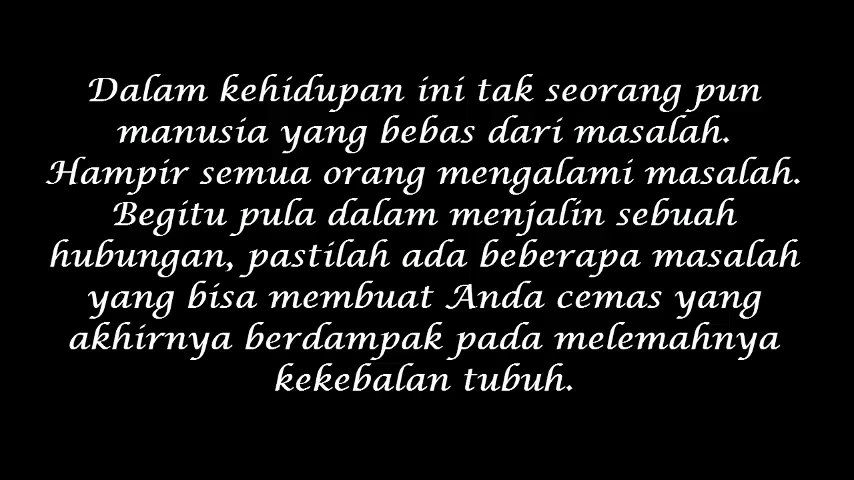 Dalam kehidupan ini tak seorang pun
manusia yang bebas dari masalah.
Hampir semua orang mengalami masalah.
Begitu pula dalam menjalin sebuah
hubungan, pastilah ada beberapa masalah
yang bisa membuat Anda cemas yang
akhirnya berdampak pada melemahnya
kekebalan tubuh.